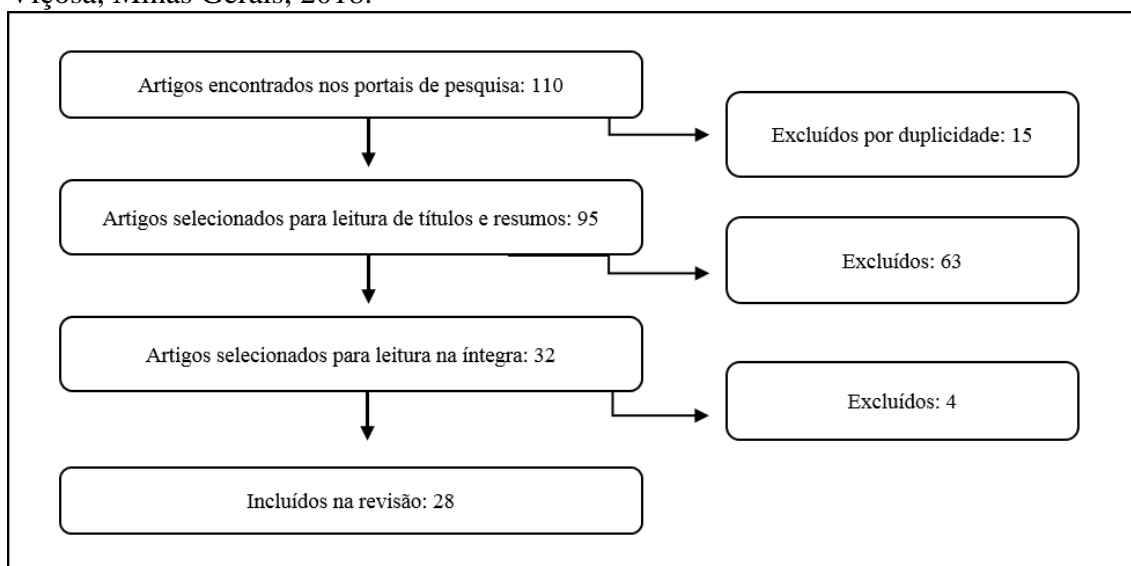 Viçosa, Minas Gerais, 2018.
Artigos encontrados nos portais de pesquisa: 110
Excluídos por duplicidade: 15
Artigos selecionados para leitura de títulos e resumos: 95
Excluídos: 63
Artigos selecionados para leitura na íntegra: 32
Excluídos: 4
Incluídos na revisão: 28